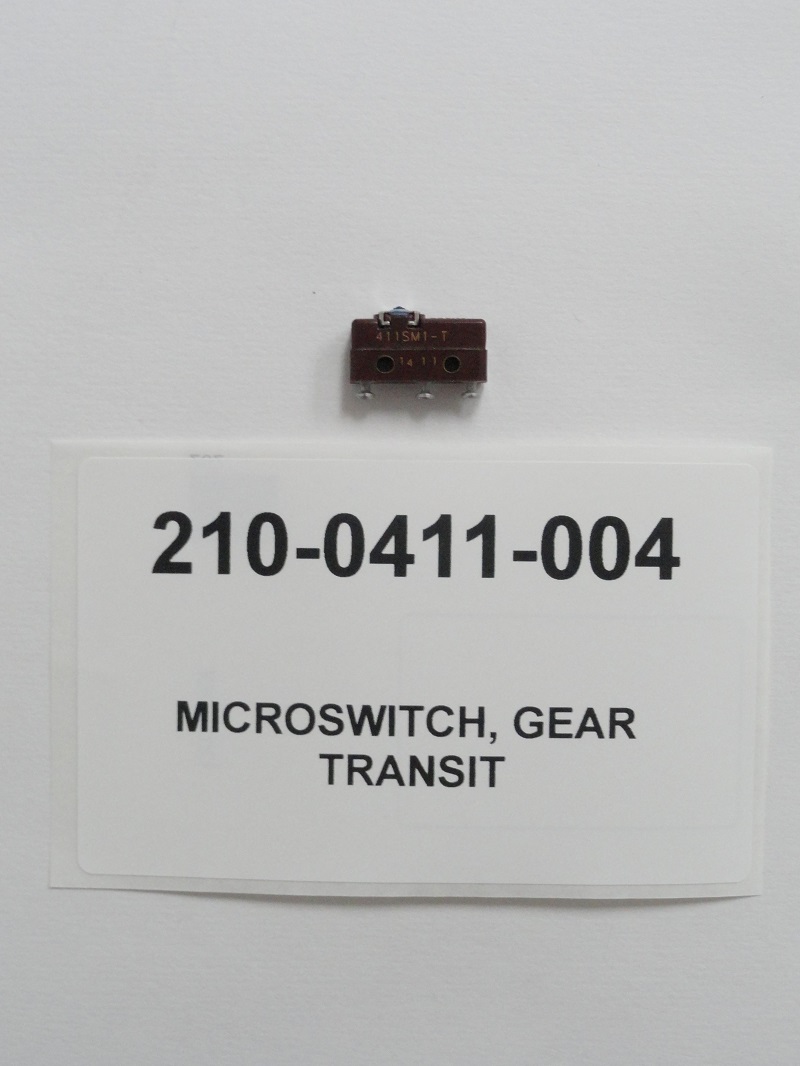 411SM1-T
1411
210-0411-004
MICROSWITCH, GEAR
TRANSIT